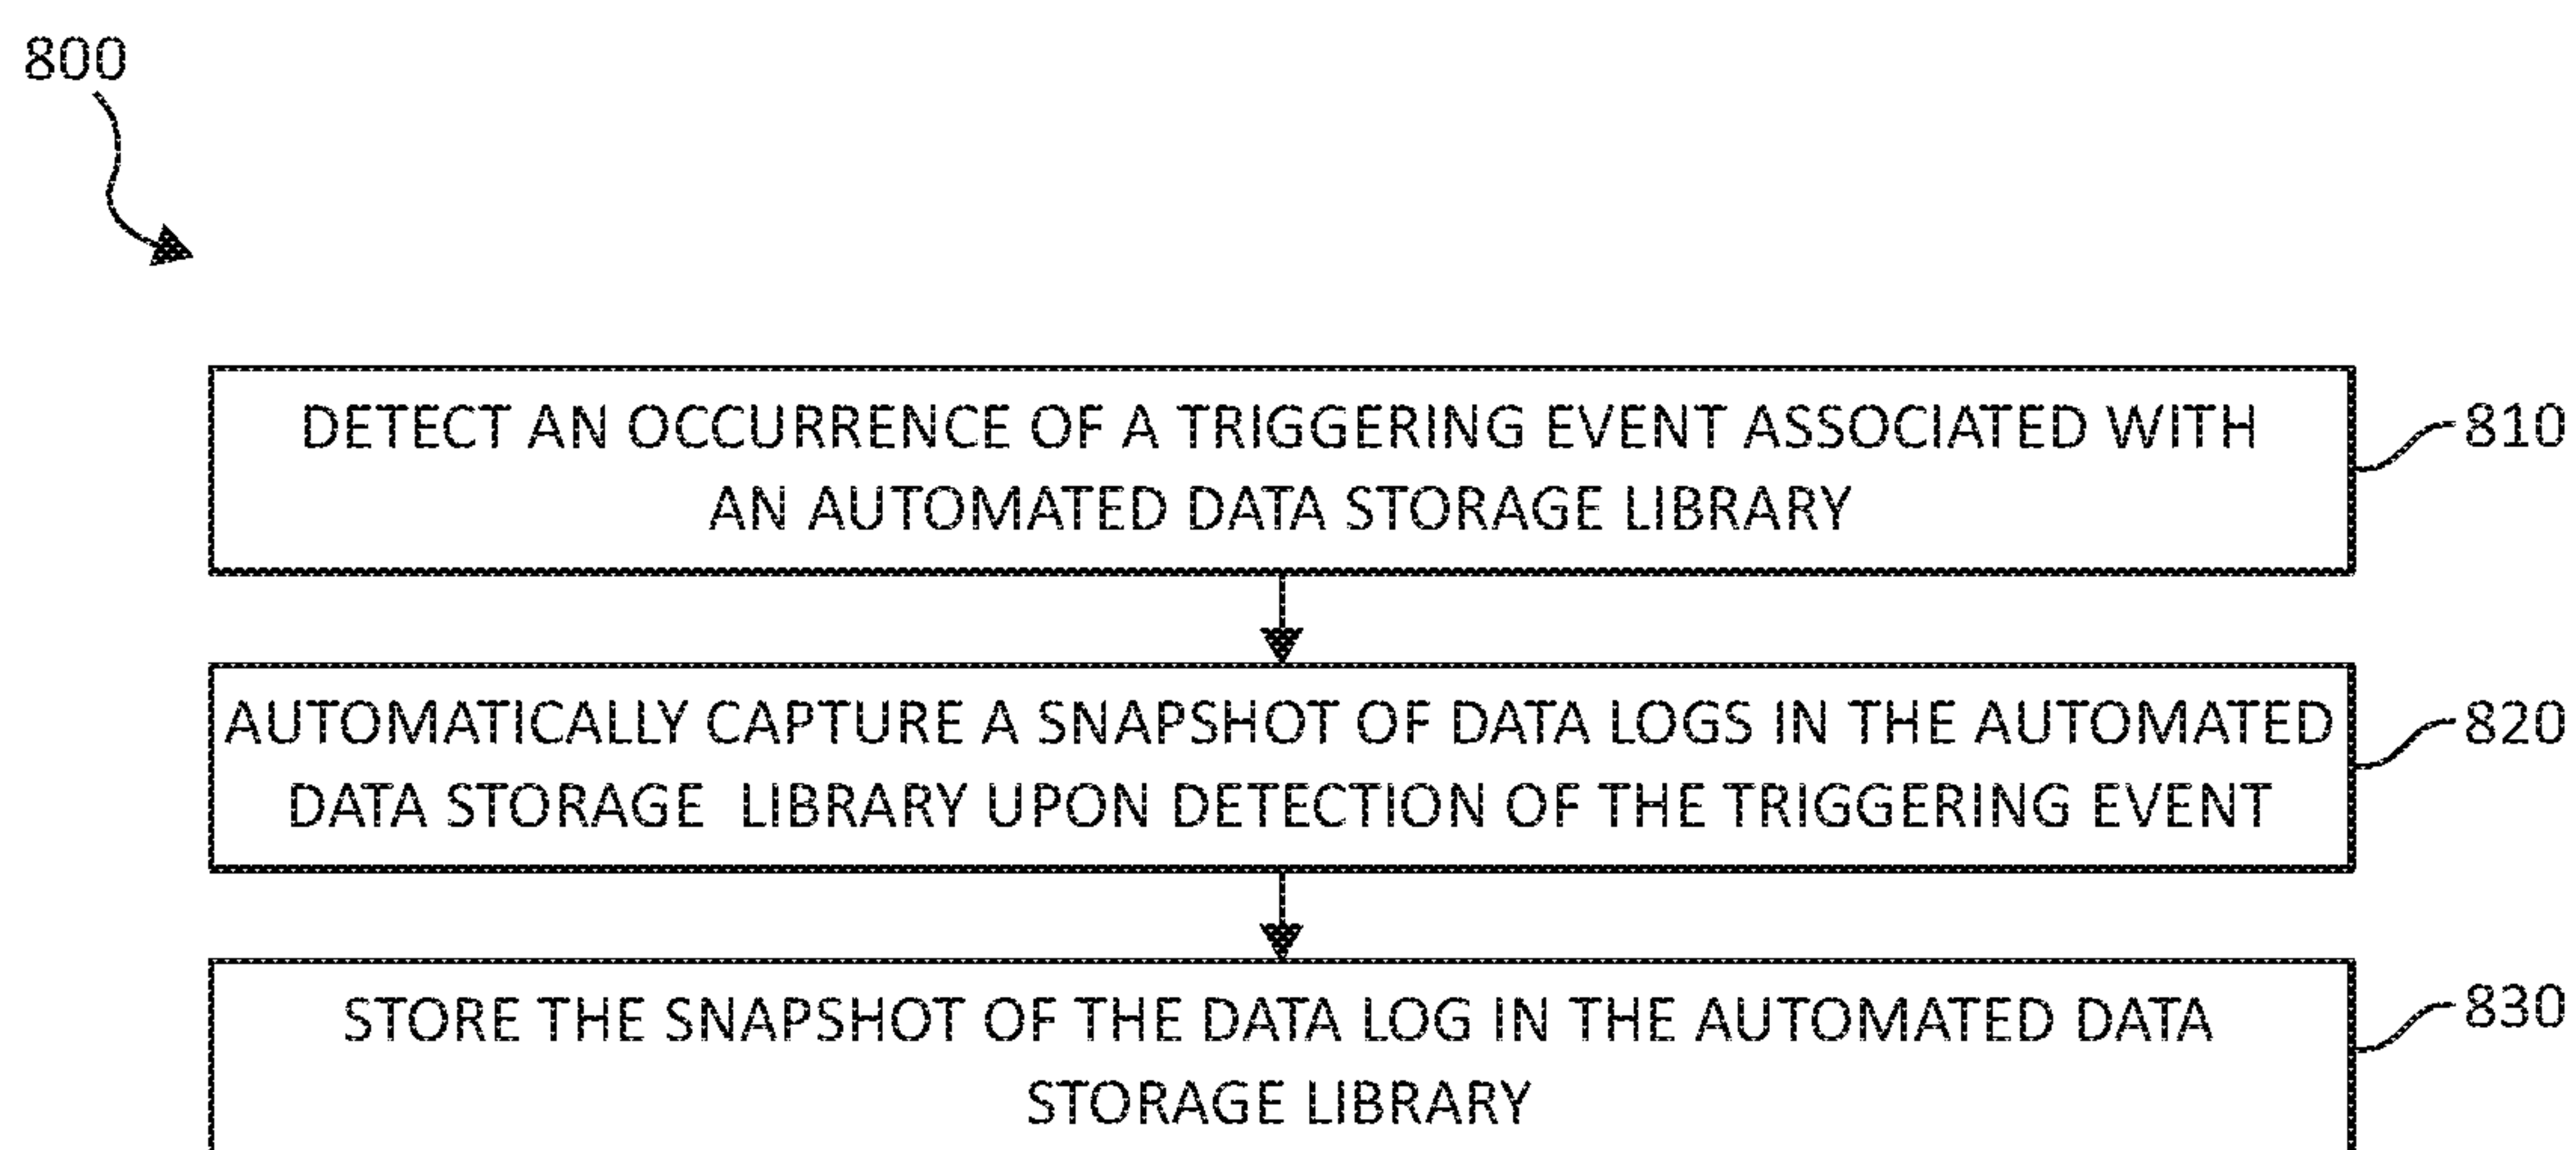 800
DETECT AN OCCURRENCE OF A TRIGGERING EVENT ASSOCIATED WITH
AN AUTOMATED DATA STORAGE LIBRARY
810
AUTOMATICALLY CAPTURE A SNAPSHOT OF DATA LOGS IN THE AUTOMATED
DATA STORAGE LIBRARY UPON DETECTION OF THE TRIGGERING EVENT
820
STORE THE SNAPSHOT OF THE DATA LOG IN THE AUTOMATED DATA
STORAGE LIBRARY
830